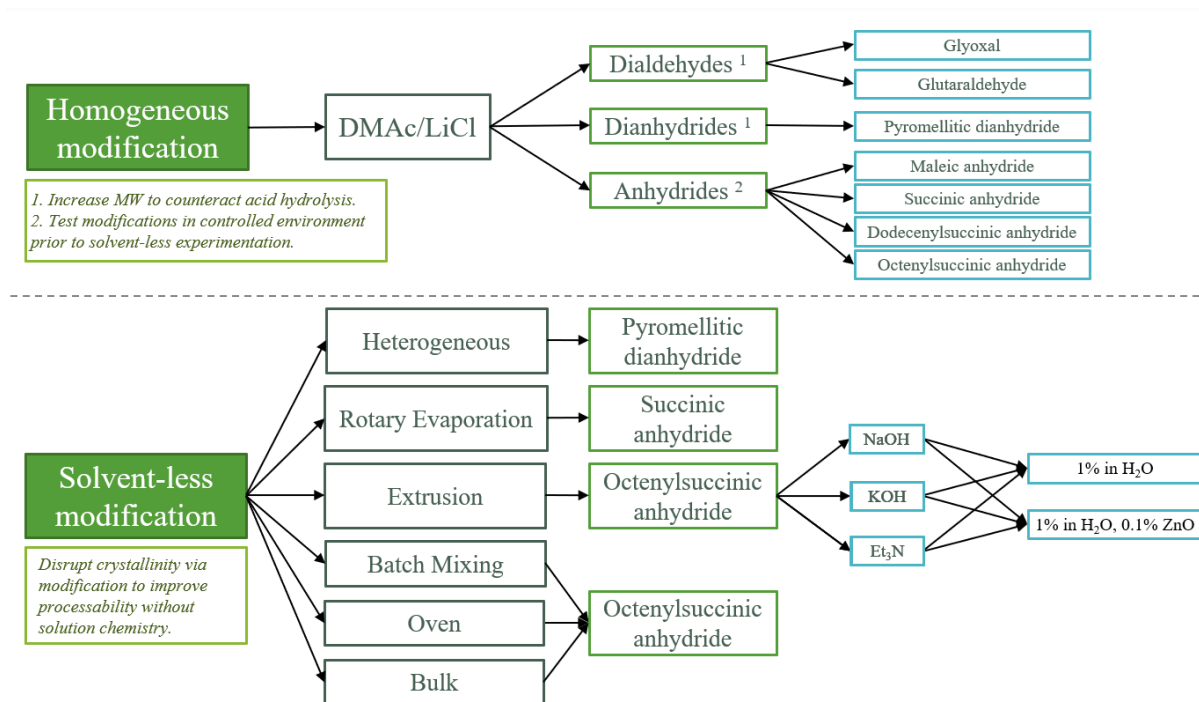 Homogeneous
modification
1. Increase MW to counteract acid hydrolysis.
2. Test modifications in controlled environment
prior to solvent-less experimentation.
DMAc/LiCl
Dialdehydes ¹
Dianhydrides ¹
Anhydrides ²
Glyoxal
Glutaraldehyde
Pyromellitic dianhydride
Maleic anhydride
Succinic anhydride
Dodecenylsuccinic anhydride
Octenylsuccinic anhydride
Solvent-less
modification
Disrupt crystallinity via
modification to improve
processability without
solution chemistry.
Heterogeneous
Rotary Evaporation
Extrusion
Batch Mixing
Oven
Bulk
Pyromellitic
dianhydride
Succinic
anhydride
Octenylsuccinic
anhydride
Octenylsuccinic
anhydride
NaOH
KOH
Et₃N
1% in H₂O
1% in H₂O, 0.1% ZnO